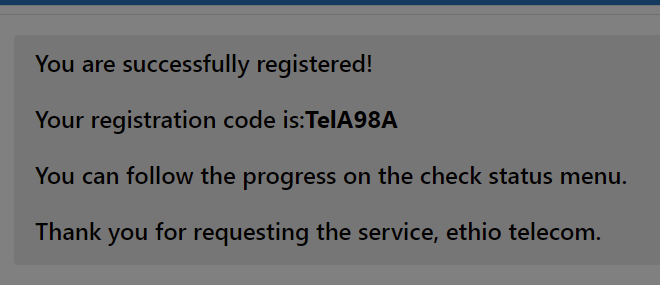 You are successfully registered!
Your registration code is:TelA98A
You can follow the progress on the check status menu.
Thank you for requesting the service, ethio telecom.